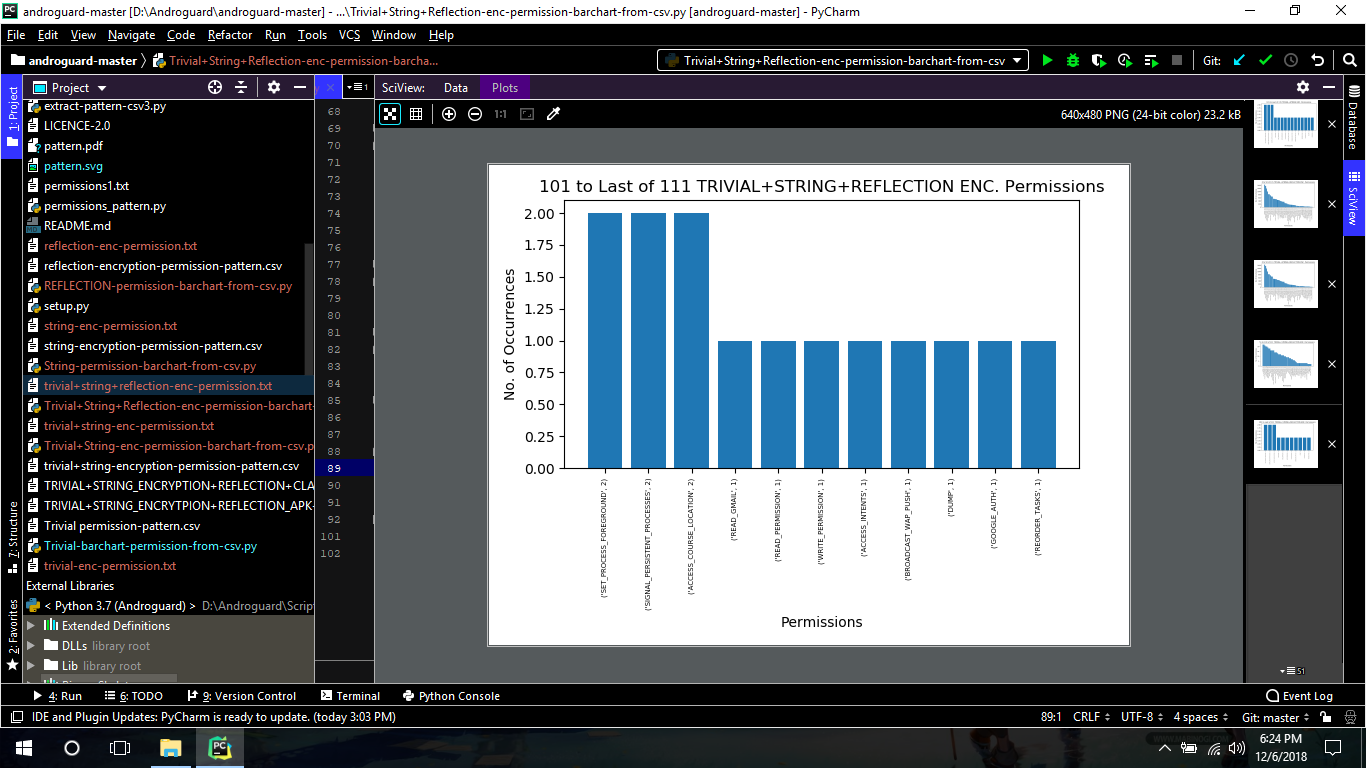 androguard-master [D:\Androguard\androguard-master] - ...\Trivial+String+Reflection-enc-permission-barchart-from-csv.py [androguard-master] - PyCharm
File Edit View Navigate Code Refactor Run Tools VCS Window Help
androguard-master Trivial+String+Reflection-enc-permission-barcha... Trivial+String+Reflection-enc-permission-barchart-from-csv Git:
1: Project
7: Structure
2: Favorites
Project
extract-pattern-csv3.py
LICENCE-2.0
pattern.pdf
pattern.svg
permissions1.txt
permissions_pattern.py
README.md
reflection-enc-permission.txt
reflection-encryption-permission-pattern.csv
REFLECTION-permission-barchart-from-csv.py
setup.py
string-enc-permission.txt
string-encryption-permission-pattern.csv
String-permission-barchart-from-csv.py
trivial+string+reflection-enc-permission.txt
Trivial+String+Reflection-enc-permission-barchart-
trivial+string-enc-permission.txt
Trivial+String-enc-permission-barchart-from-csv.p
trivial+string-encryption-permission-pattern.csv
TRIVIAL+STRING_ENCRYPTION+REFLECTION+CLA
TRIVIAL+STRING_ENCRYTPION+REFLECTION_APK-
Trivial permission-pattern.csv
Trivial-barchart-permission-from-csv.py
trivial-enc-permission.txt
External Libraries
< Python 3.7 (Androguard) > D:\Androguard\Scrip
Extended Definitions
DLLs library root
Lib library root
1
68
69
70
71
72
73
74
75
76
77
78
79
80
81
82
83
84
85
86
87
88
89
90
91
92
101
102
SciView: Data Plots
1:1
640x480 PNG (24-bit color) 23.2 kB
101 to Last of 111 TRIVIAL+STRING+REFLECTION ENC. Permissions
No. of Occurrences
2.00
1.75
1.50
1.25
1.00
0.75
0.50
0.25
0.00
('SET_PROCESS_FOREGROUND', 2)
('SIGNAL_PERSISTENT_PROCESSES', 2)
('ACCESS_COURSE_LOCATION', 2)
('READ_GMAIL', 1)
('READ_PERMISSION', 1)
('WRITE_PERMISSION', 1)
('ACCESS_INTENTS', 1)
('BROADCAST_WAP_PUSH', 1)
('DUMP', 1)
('GOOGLE_AUTH', 1)
('REORDER_TASKS', 1)
Permissions
51
Database
SciView
4: Run 6: TODO 9: Version Control Terminal Python Console Event Log
IDE and Plugin Updates: PyCharm is ready to update. (today 3:03 PM) 89:1 CRLF UTF-8 4 spaces Git: master
6:24 PM
12/6/2018